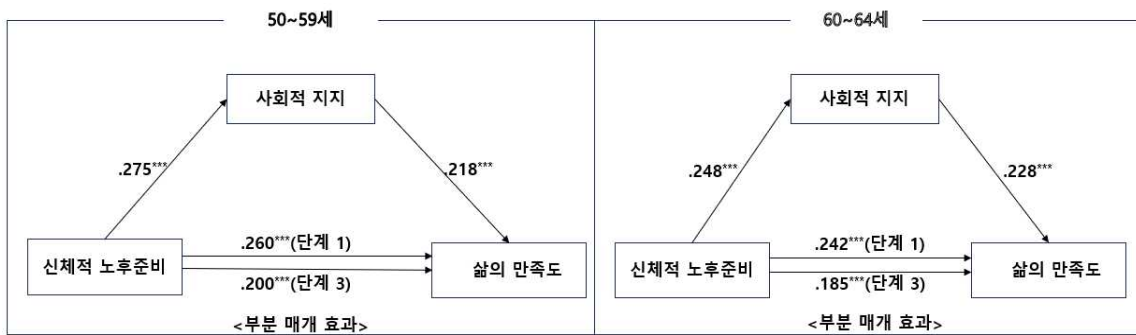 50~59세
사회적 지지
.275***
.218***
신체적 노후준비
.260***(단계 1)
.200***(단계 3)
삶의 만족도
<부분 매개 효과>
60~64세
사회적 지지
.248***
.228***
신체적 노후준비
.242***(단계 1)
.185***(단계 3)
삶의 만족도
<부분 매개 효과>